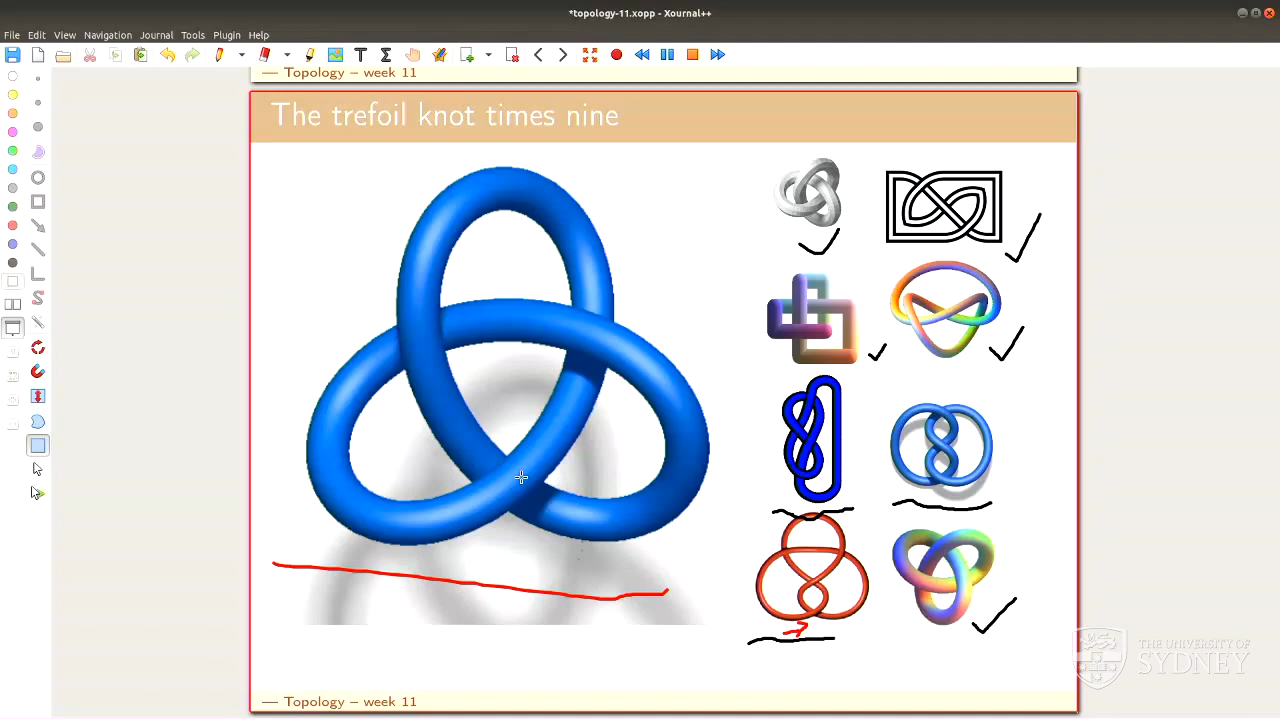 *topology-11.xopp - Xournal++
File Edit View Navigation Journal Tools Plugin Help
— Topology – week 11
The trefoil knot times nine
THE UNIVERSITY OF
SYDNEY
— Topology – week 11